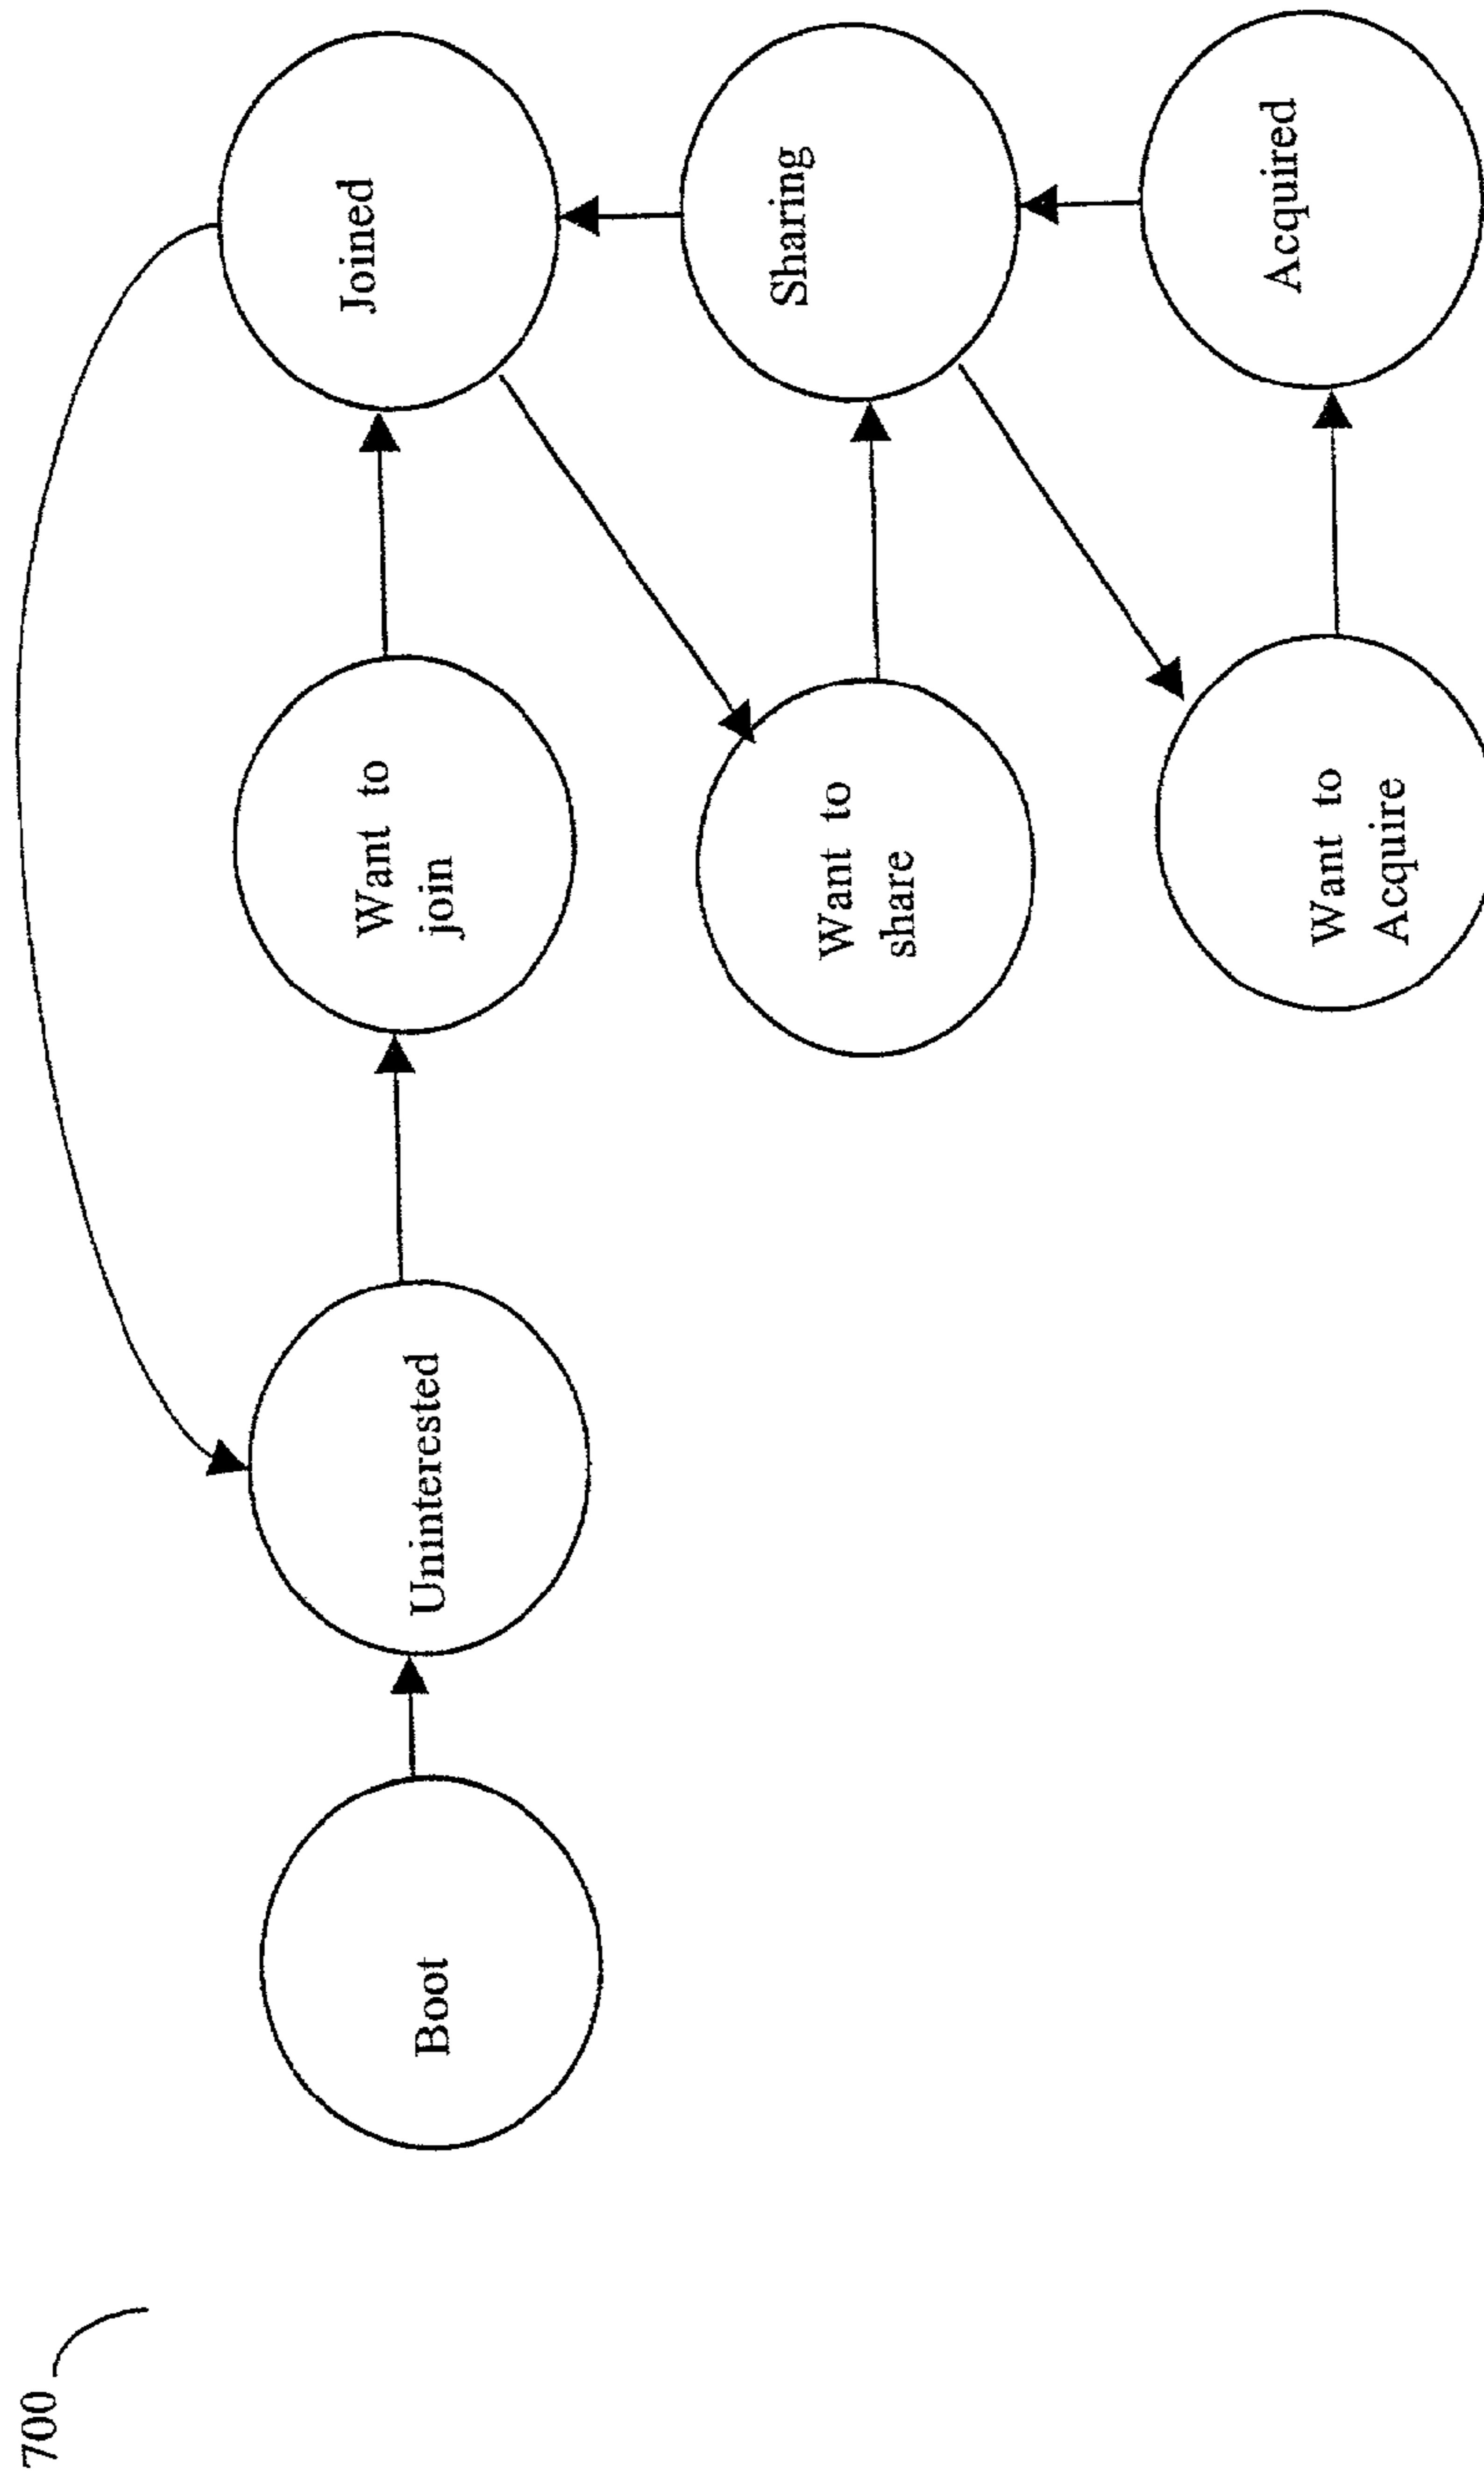 700
Boot
Uninterested
Want to
join
Joined
Want to
share
Sharing
Want to
Acquire
Acquired